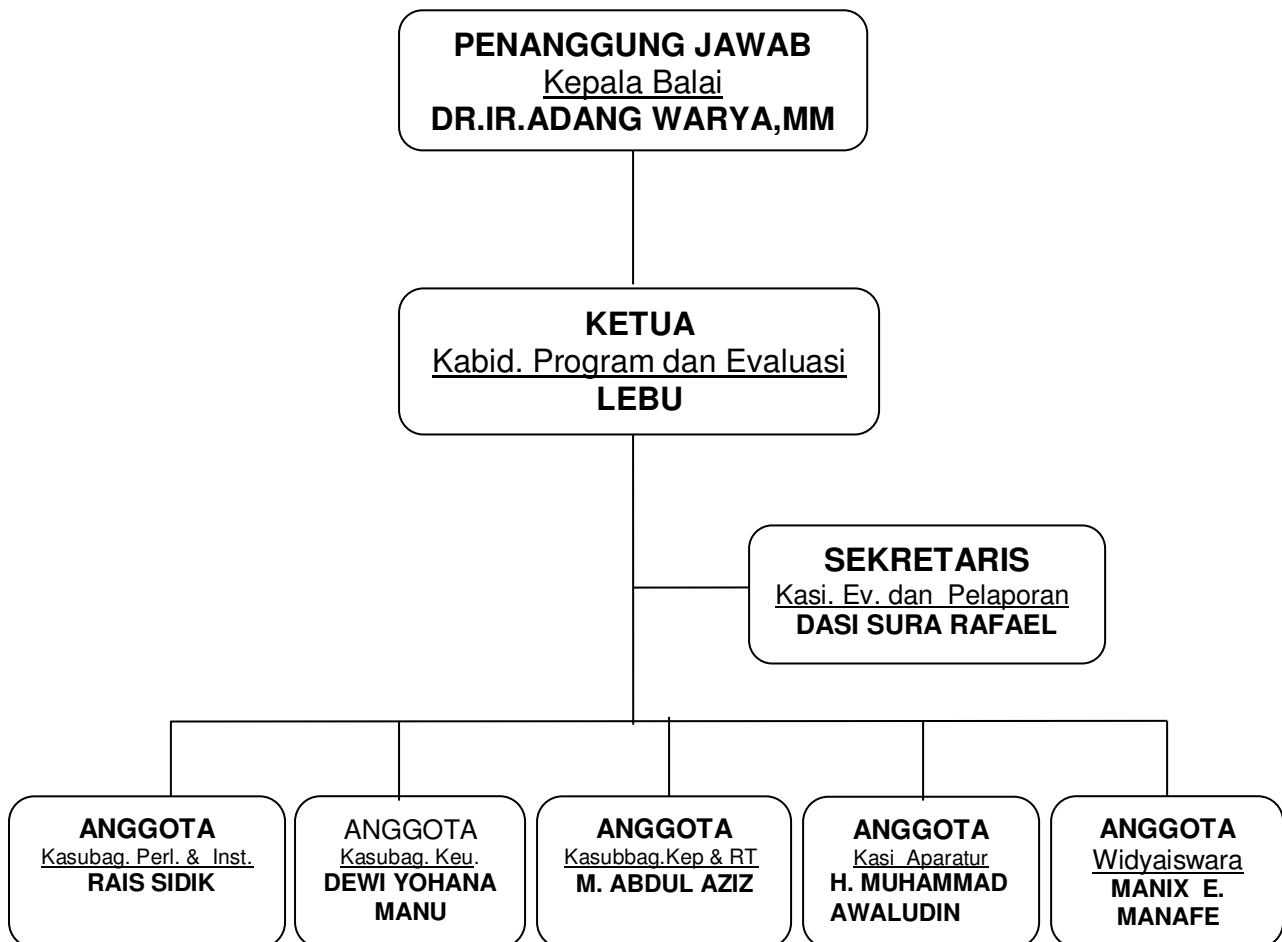 PENANGGUNG JAWAB
Kepala Balai
DR.IR.ADANG WARYA,MM
KETUA
Kabid. Program dan Evaluasi
LEBU
SEKRETARIS
Kasi. Ev. dan Pelaporan
DASI SURA RAFAEL
ANGGOTA
Kasubag. Perl. & Inst.
RAIS SIDIK
ANGGOTA
Kasubag. Keu.
DEWI YOHANA
MANU
ANGGOTA
Kasubbag.Kep & RT
M. ABDUL AZIZ
ANGGOTA
Kasi Aparatur
H. MUHAMMAD
AWALUDIN
ANGGOTA
Widyaiswara
MANIX E.
MANAFE